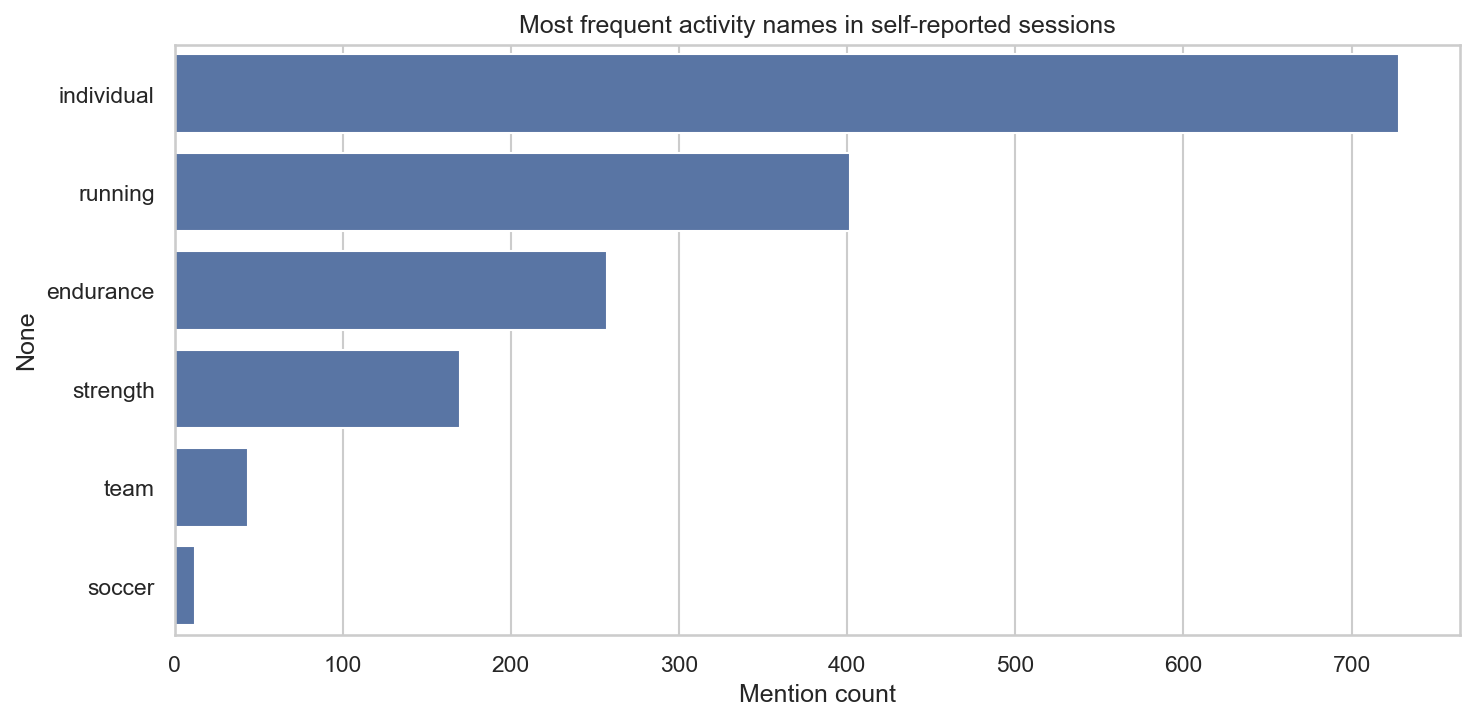 Most frequent activity names in self-reported sessions
individual
running
endurance
strength
team
soccer
None
0 100 200 300 400 500 600 700
Mention count